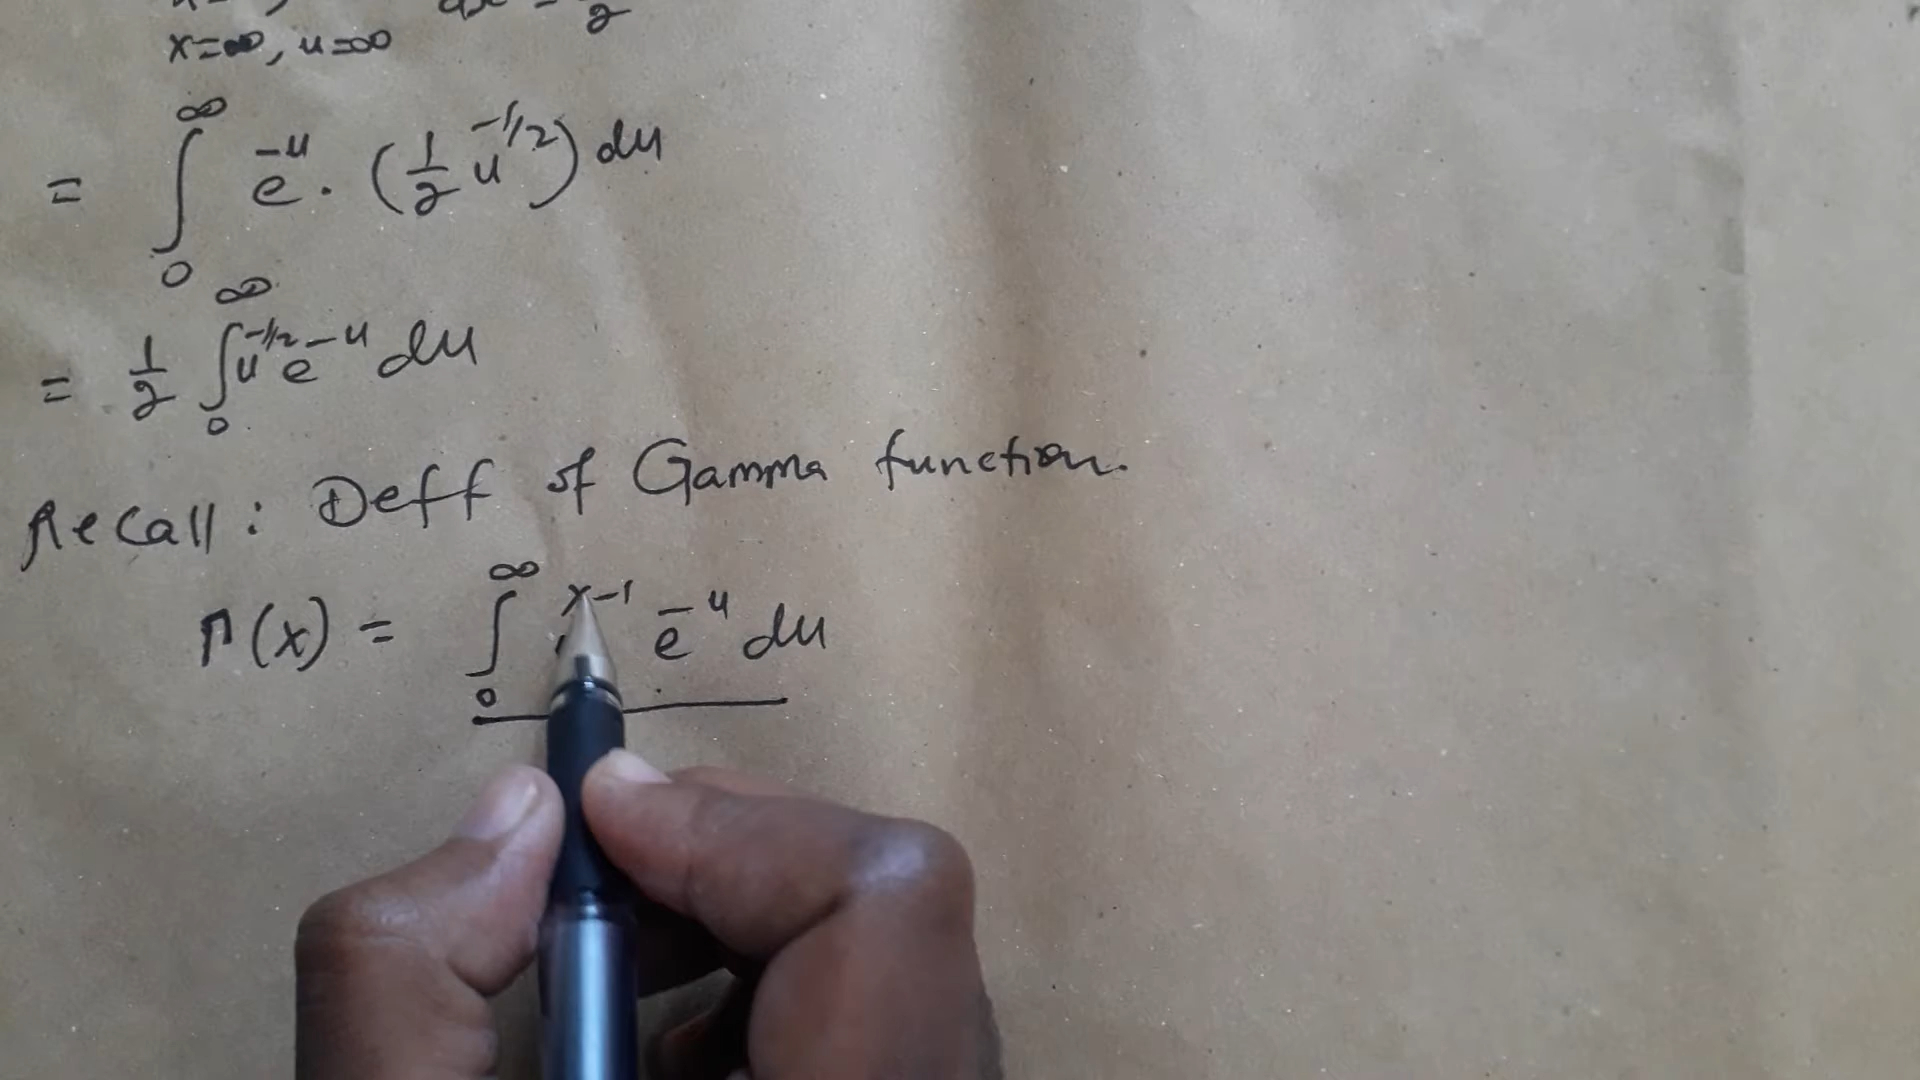 x=∞, u=∞
= ∫₀^∞ e^-u . (1/2 u^-1/2) du
= 1/2 ∫₀^∞ u^-1/2 e^-u du
Recall: Deff of Gamma function.
Γ(x) = ∫₀^∞ x-1 e^-u du